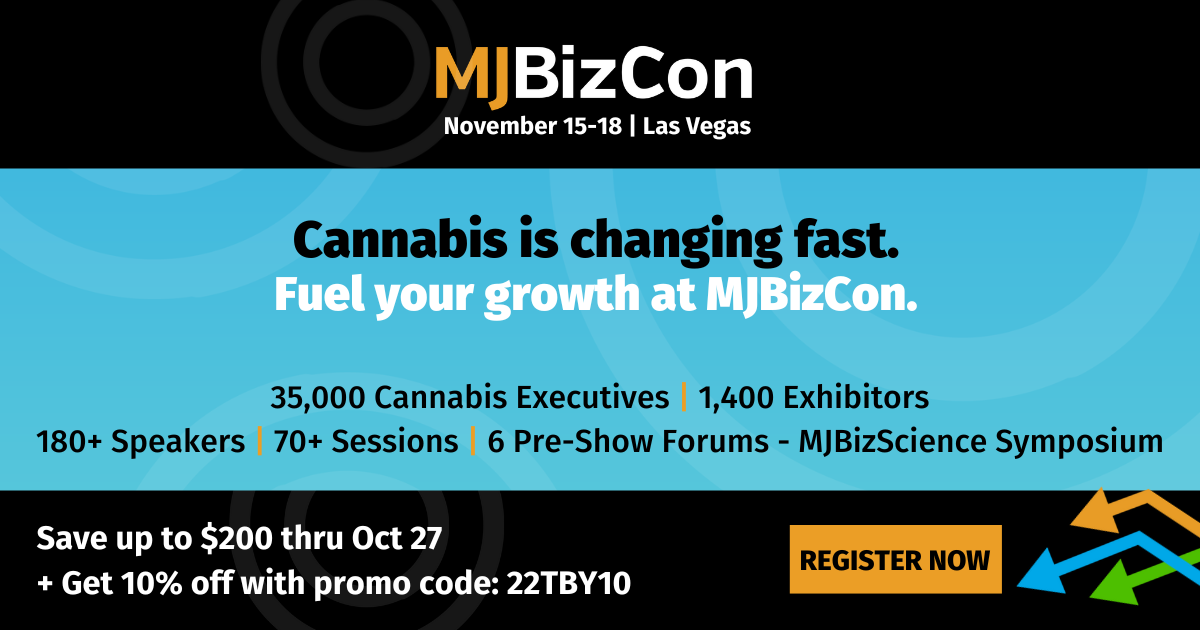 MJBizCon
November 15-18 | Las Vegas
Cannabis is changing fast.
Fuel your growth at MJBizCon.
35,000 Cannabis Executives | 1,400 Exhibitors
180+ Speakers | 70+ Sessions | 6 Pre-Show Forums - MJBizScience Symposium
Save up to $200 thru Oct 27
+ Get 10% off with promo code: 22TBY10
REGISTER NOW